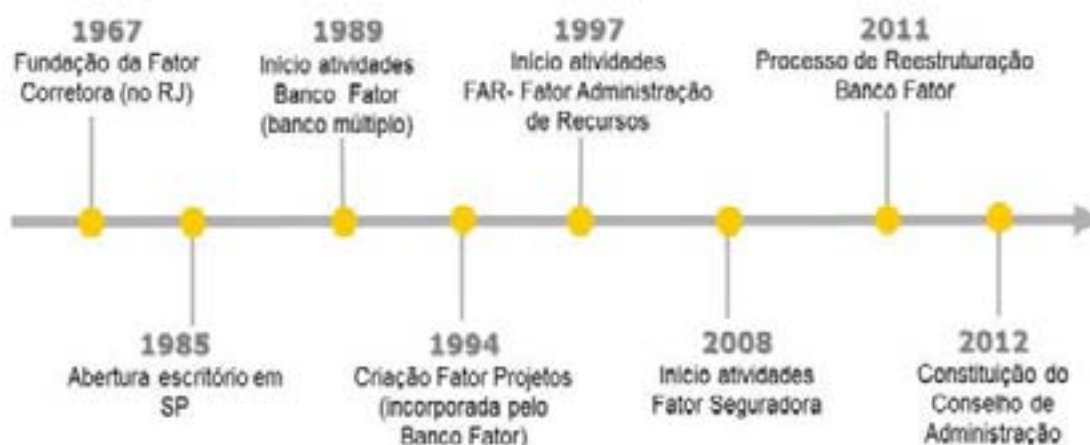 1967
Fundação da Fator
Corretora (no RJ)
1989
Início atividades
Banco Fator
(banco múltiplo)
1997
Início atividades
FAR- Fator Administração
de Recursos
2011
Processo de Reestruturação
Banco Fator
1985
Abertura escritório em
SP
1994
Criação Fator Projetos
(incorporada pelo
Banco Fator)
2008
Início atividades
Fator Seguradora
2012
Constituição do
Conselho de
Administração